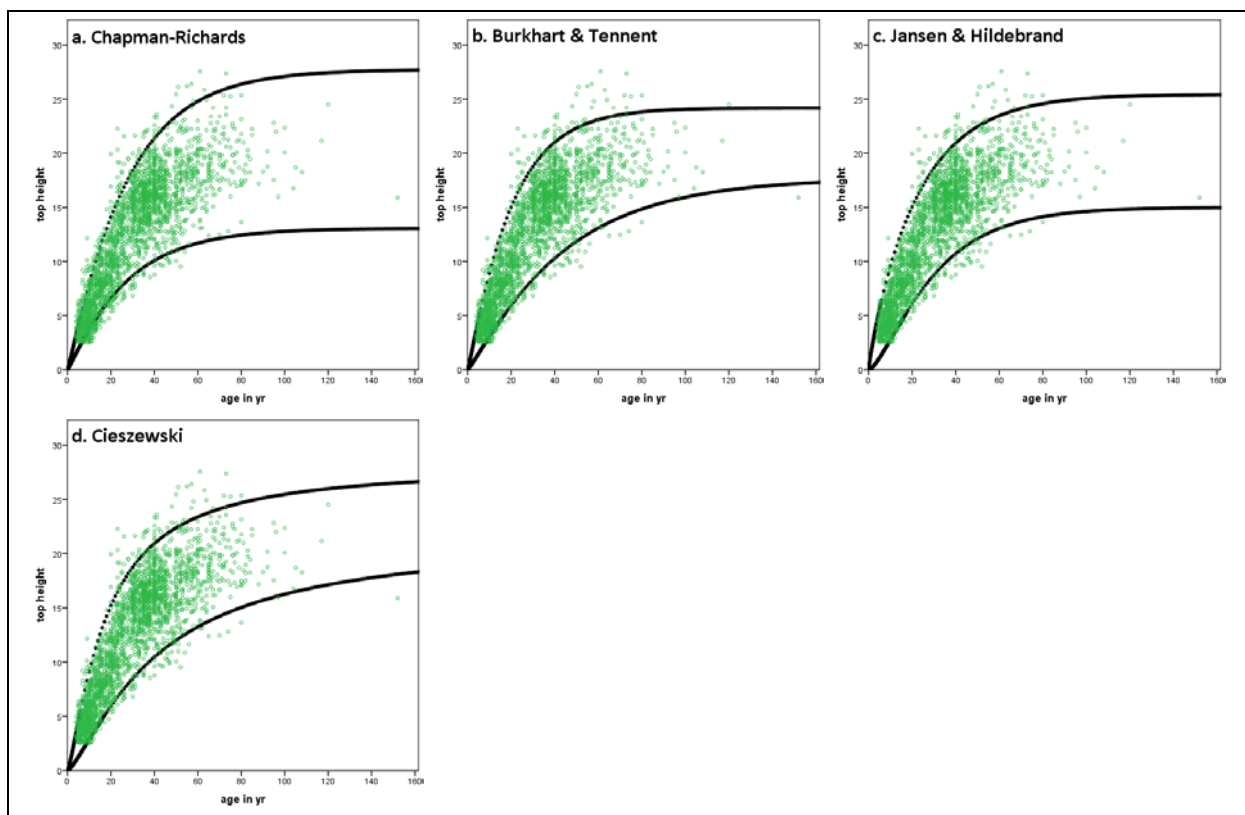 a. Chapman-Richards
b. Burkhart & Tennent
c. Jansen & Hildebrand
30
25
20
15
10
5
0
top height
0 20 40 60 80 100 120 140 160
age in yr
30
25
20
15
10
5
0
top height
0 20 40 60 80 100 120 140 160
age in yr
30
25
20
15
10
5
0
top height
0 20 40 60 80 100 120 140 160
age in yr
d. Cieszewski
30
25
20
15
10
5
0
top height
0 20 40 60 80 100 120 140 160
age in yr